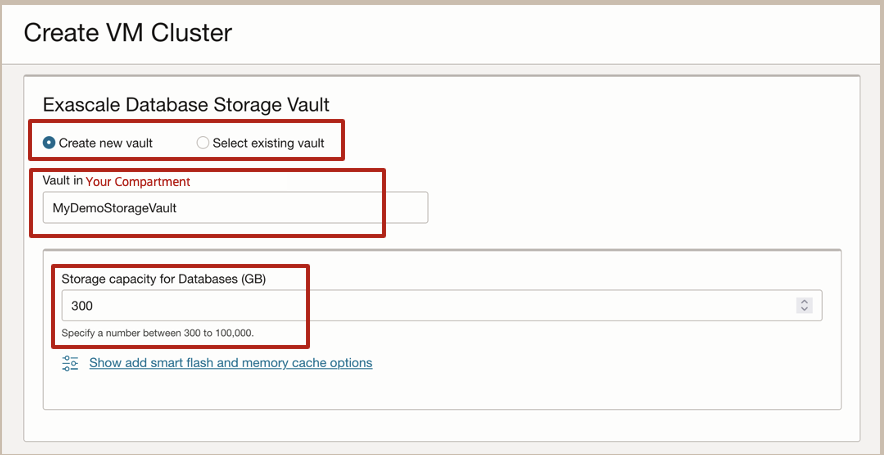 Create VM Cluster
Exascale Database Storage Vault
Create new vault Select existing vault
Vault in Your Compartment
MyDemoStorageVault
Storage capacity for Databases (GB)
300
Specify a number between 300 to 100,000.
Show add smart flash and memory cache options